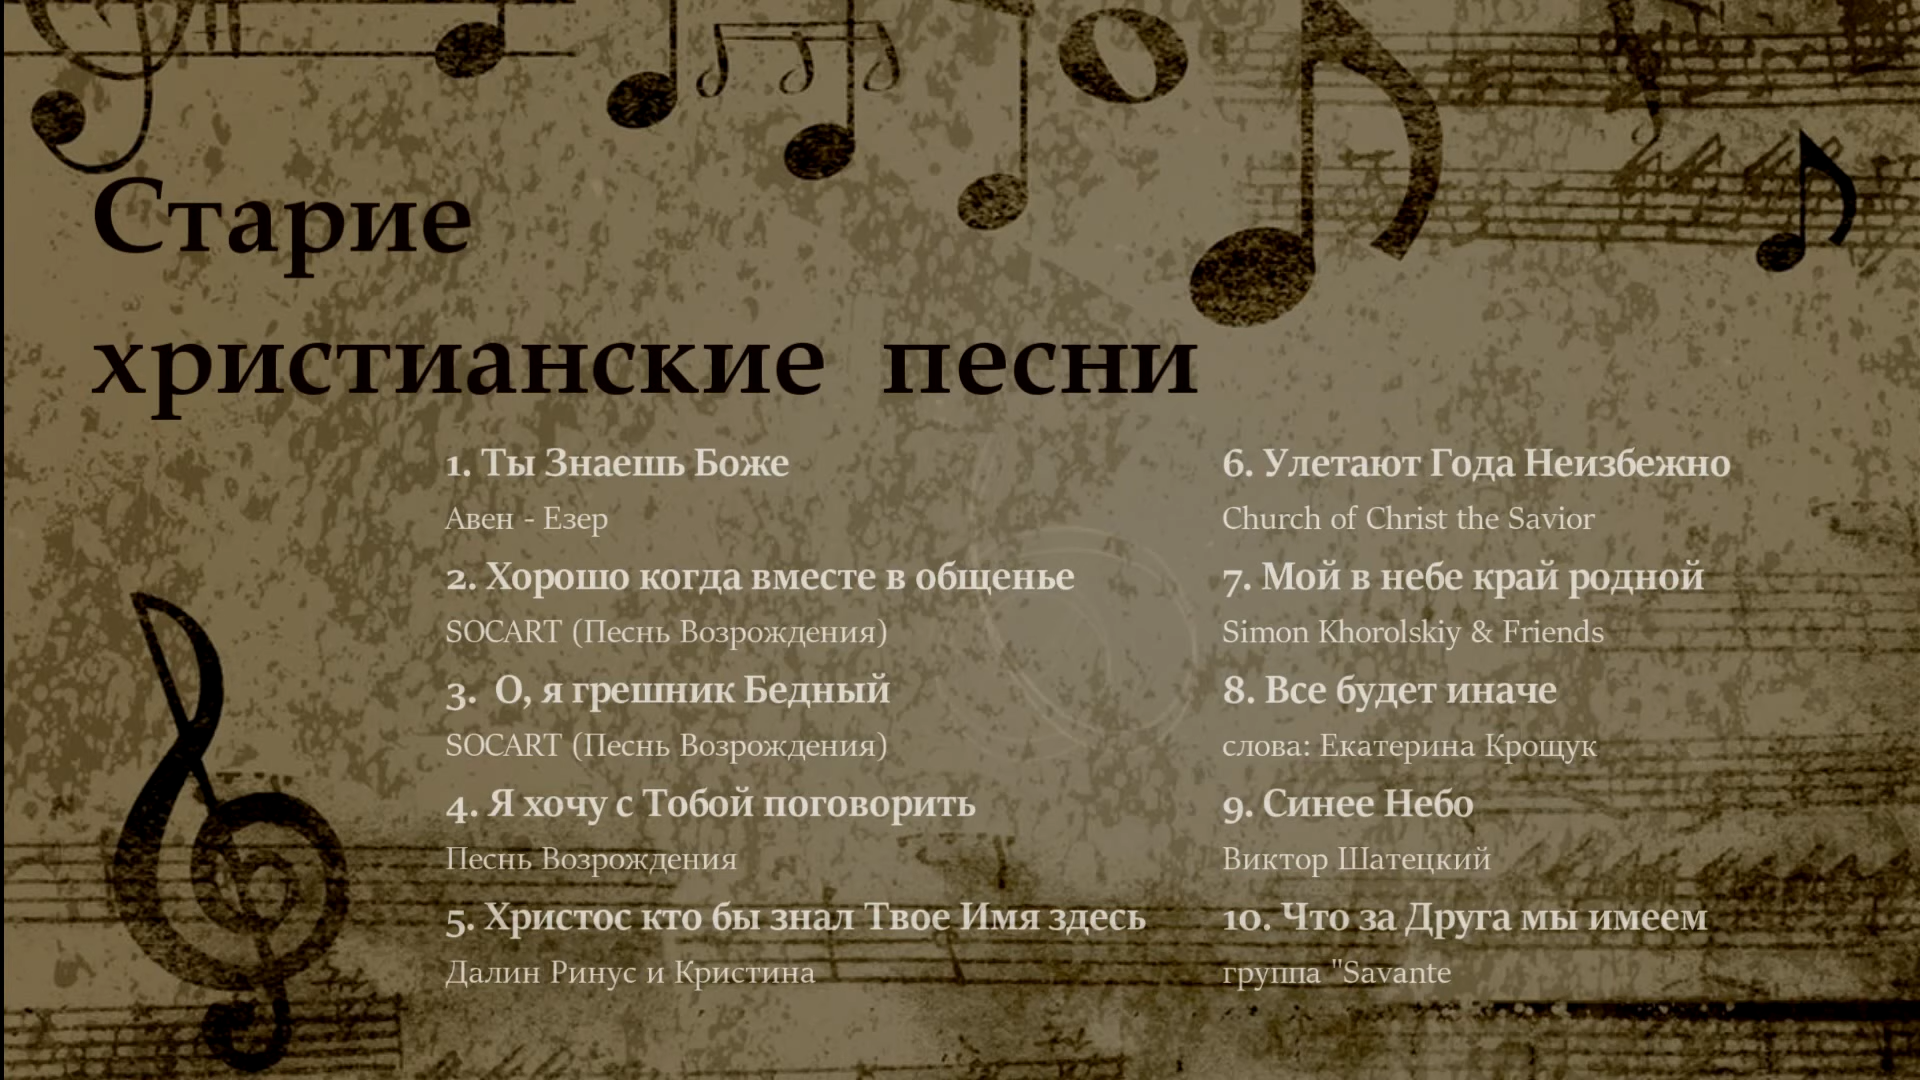 Старие
христианские песни
1. Ты Знаешь Боже
Авен - Езер
2. Хорошо когда вместе в общенье
SOCART (Песнь Возрождения)
3. О, я грешник Бедный
SOCART (Песнь Возрождения)
4. Я хочу с Тобой поговорить
Песнь Возрождения
5. Христос кто бы знал Твое Имя здесь
Далин Ринус и Кристина
6. Улетают Года Неизбежно
Church of Christ the Savior
7. Мой в небе край родной
Simon Khorolskiy & Friends
8. Все будет иначе
слова: Екатерина Крощук
9. Синее Небо
Виктор Шатецкий
10. Что за Друга мы имеем
группа "Savante